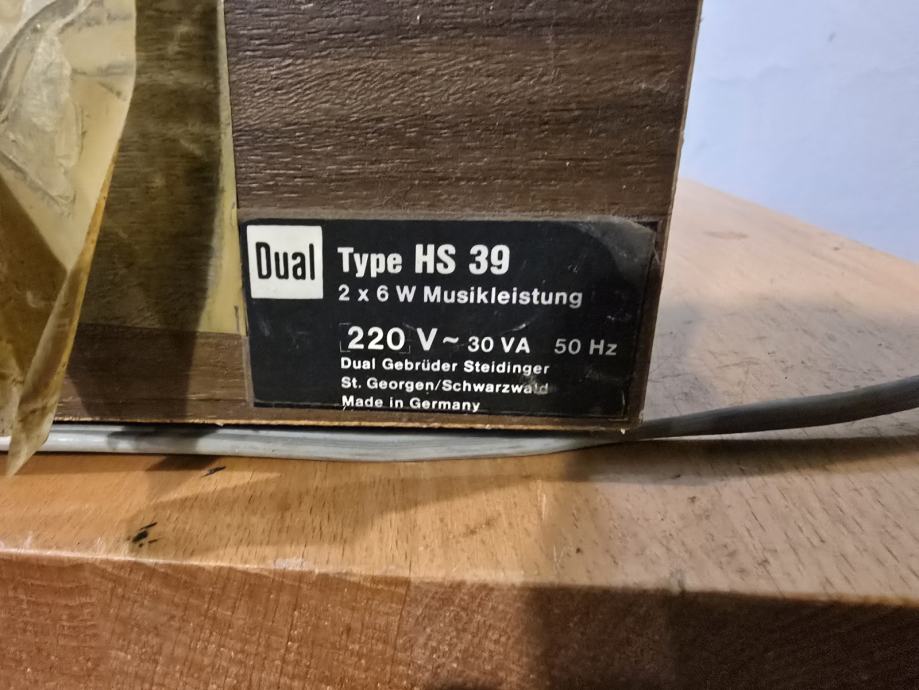 Dual
Type HS 39
2 x 6 W Musikleistung
220 V~ 30 VA 50 Hz
Dual Gebrüder Steidinger
St. Georgen/Schwarzwald
Made in Germany